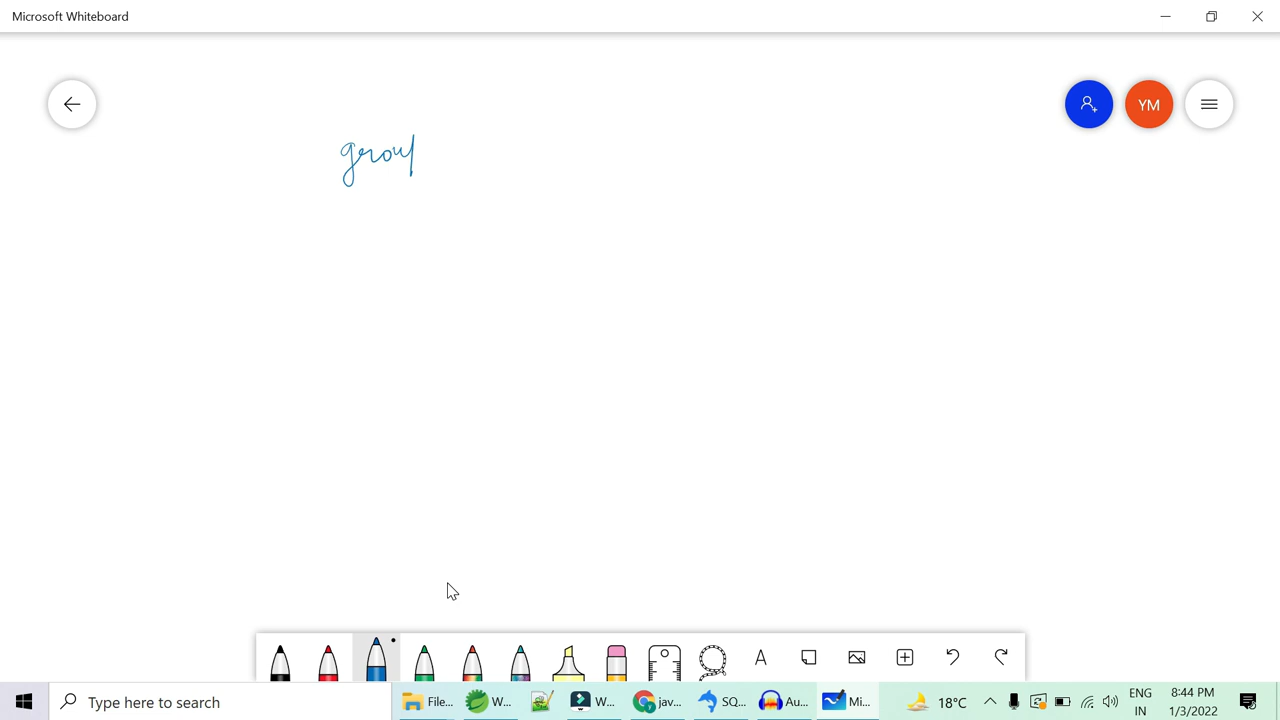 Microsoft Whiteboard
YM
group
A
Type here to search
File...
W...
W...
jav...
SQ...
Au...
Mi...
18°C
ENG
IN
8:44 PM
1/3/2022